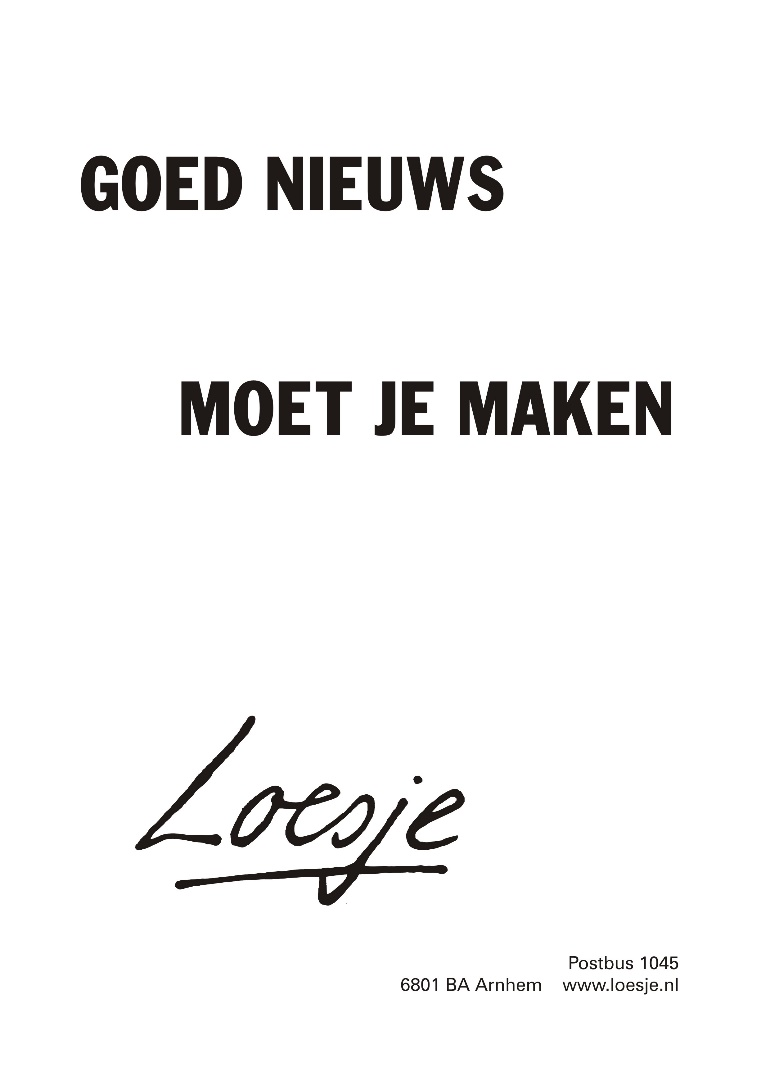 GOED NIEUWS
MOET JE MAKEN
Loesje
Postbus 1045
6801 BA Arnhem www.loesje.nl